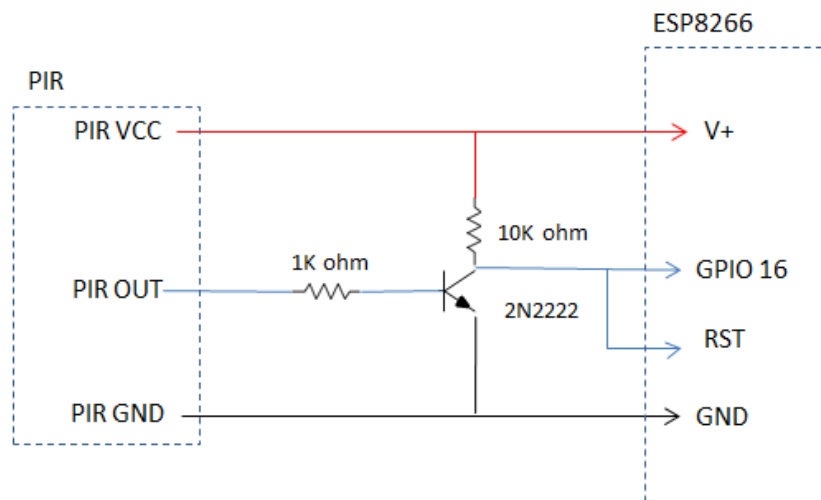 ESP8266
PIR
PIR VCC
V+
10K ohm
1K ohm
GPIO 16
PIR OUT
2N2222
RST
PIR GND
GND